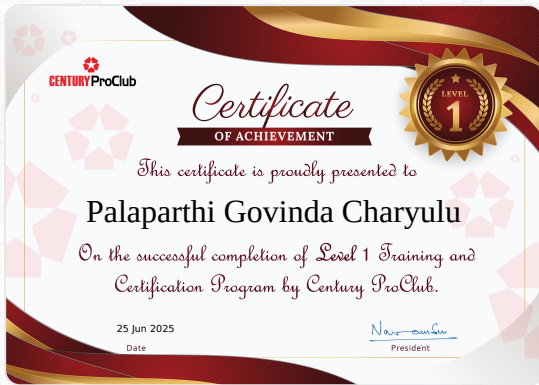 CENTURY ProClub
LEVEL
1
Certificate
OF ACHIEVEMENT
This certificate is proudly presented to
Palaparthi Govinda Charyulu
On the successful completion of Level 1 Training and
Certification Program by Century ProClub.
25 Jun 2025
Date
President